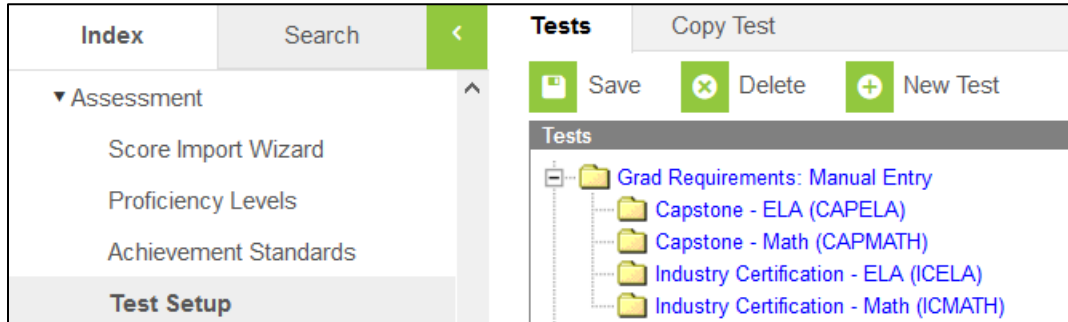 Index Search <
▼ Assessment
Score Import Wizard
Proficiency Levels
Achievement Standards
Test Setup
Tests Copy Test
Save Delete New Test
Tests
Grad Requirements: Manual Entry
Capstone - ELA (CAPELA)
Capstone - Math (CAPMATH)
Industry Certification - ELA (ICELA)
Industry Certification - Math (ICMATH)